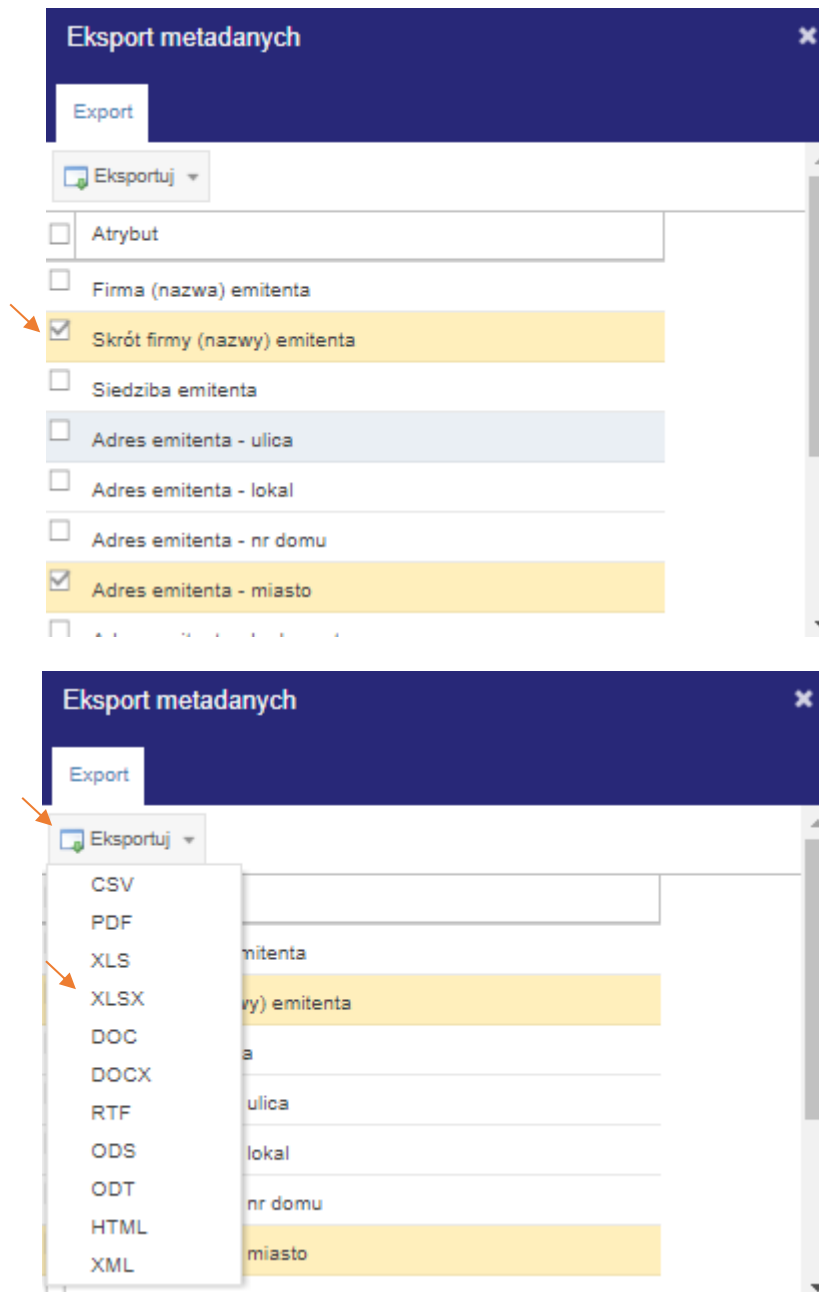 Eksport metadanych
Export
Eksportuj
Atrybut
Firma (nazwa) emitenta
Skrót firmy (nazwy) emitenta
Siedziba emitenta
Adres emitenta - ulica
Adres emitenta - lokal
Adres emitenta - nr domu
Adres emitenta - miasto
Eksport metadanych
Export
Eksportuj
CSV
PDF
XLS
mitenta
XLSX
wy) emitenta
DOC
a
DOCX
RTF
ulica
ODS
lokal
ODT
nr domu
HTML
XML
miasto